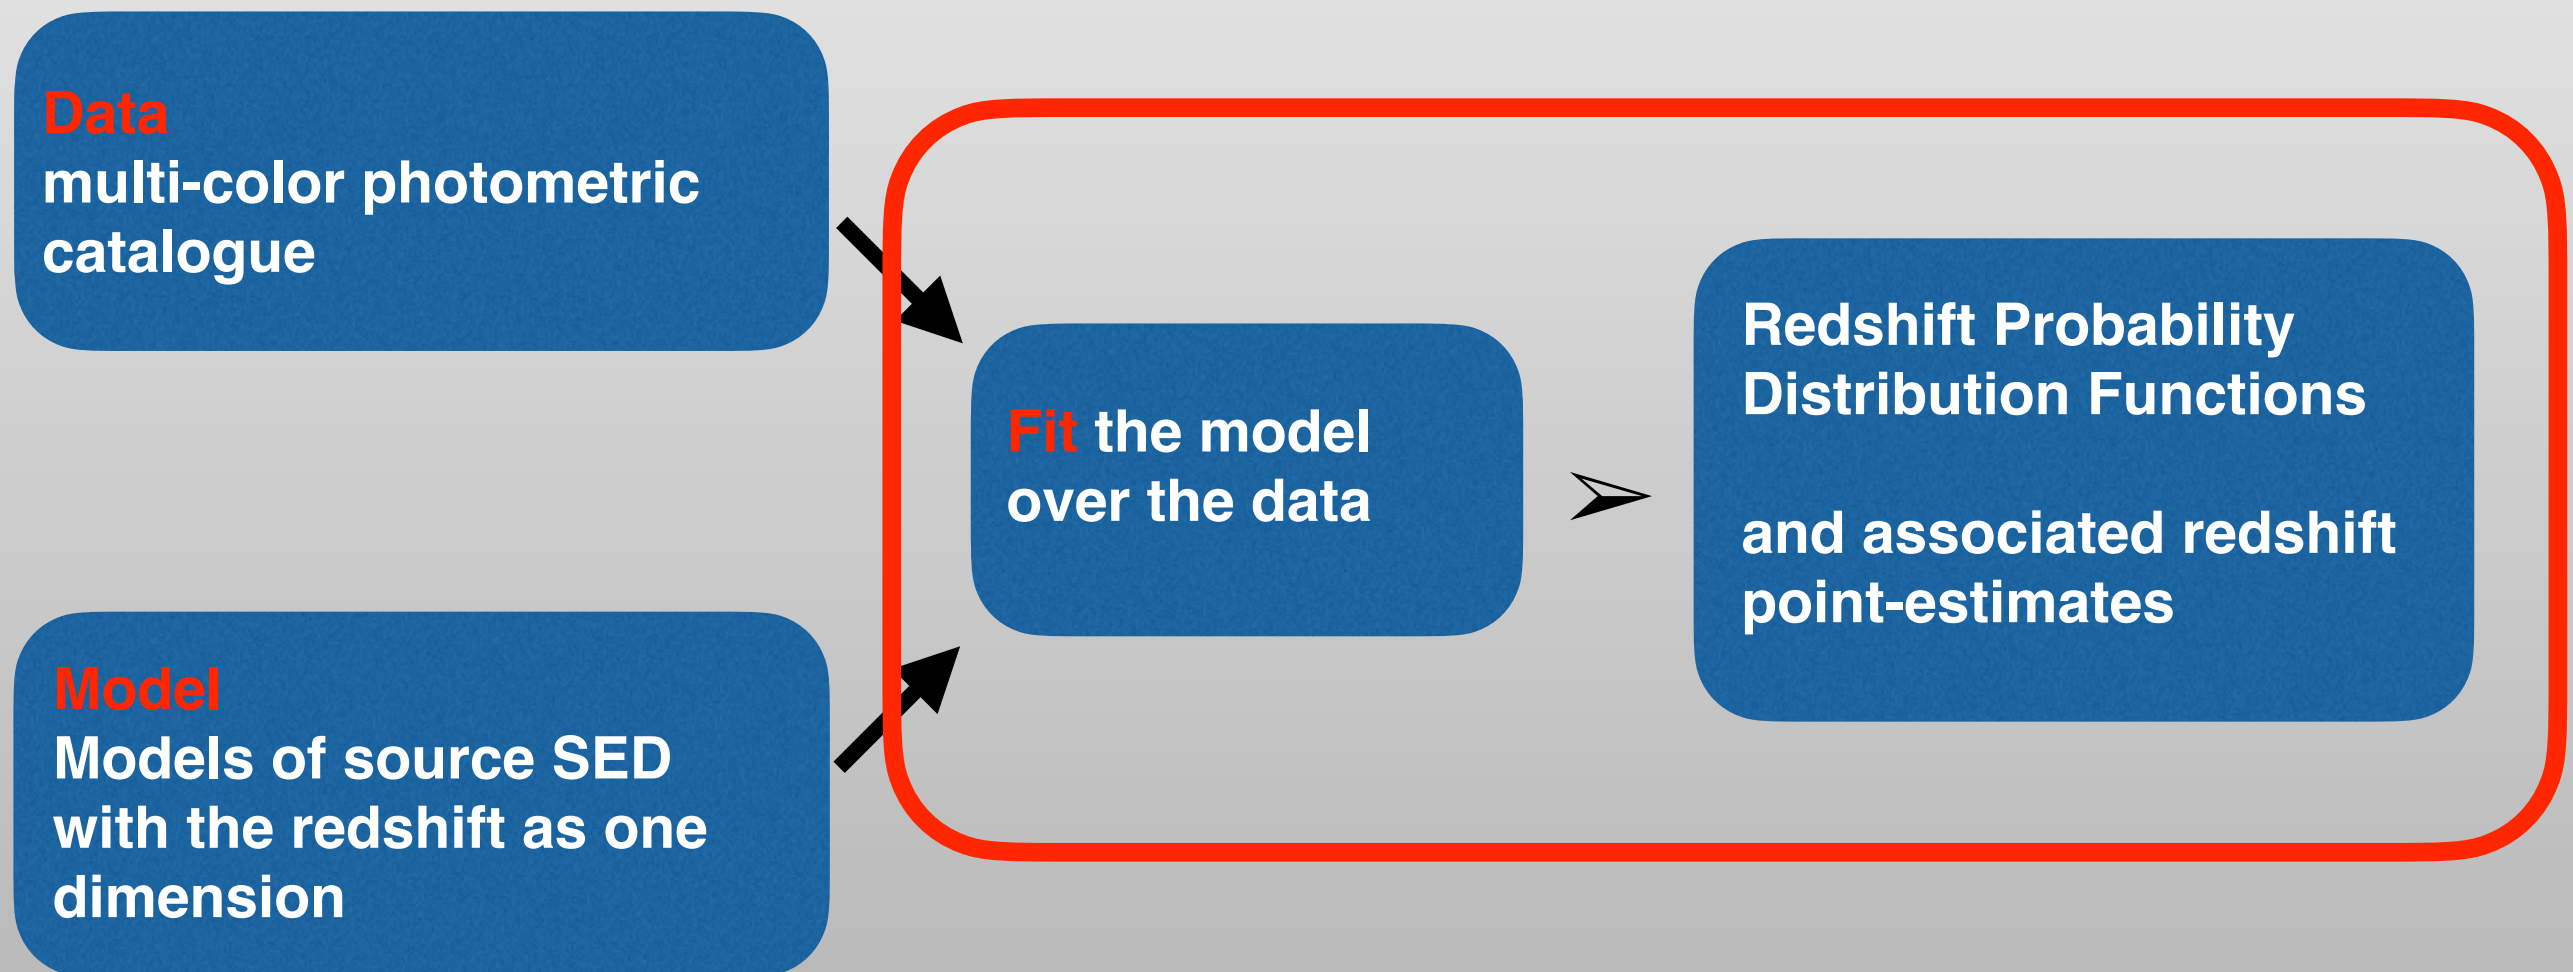 Data
multi-color photometric
catalogue
Model
Models of source SED
with the redshift as one
dimension
Fit the model
over the data
Redshift Probability
Distribution Functions
and associated redshift
point-estimates